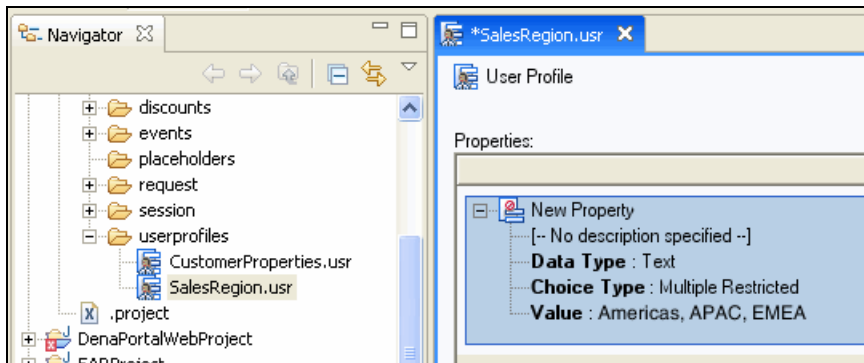 Navigator
discounts
events
placeholders
request
session
userprofiles
CustomerProperties.usr
SalesRegion.usr
.project
DenaPortalWebProject
EARProject
*SalesRegion.usr
User Profile
Properties:
New Property
[-- No description specified --]
Data Type : Text
Choice Type : Multiple Restricted
Value : Americas, APAC, EMEA